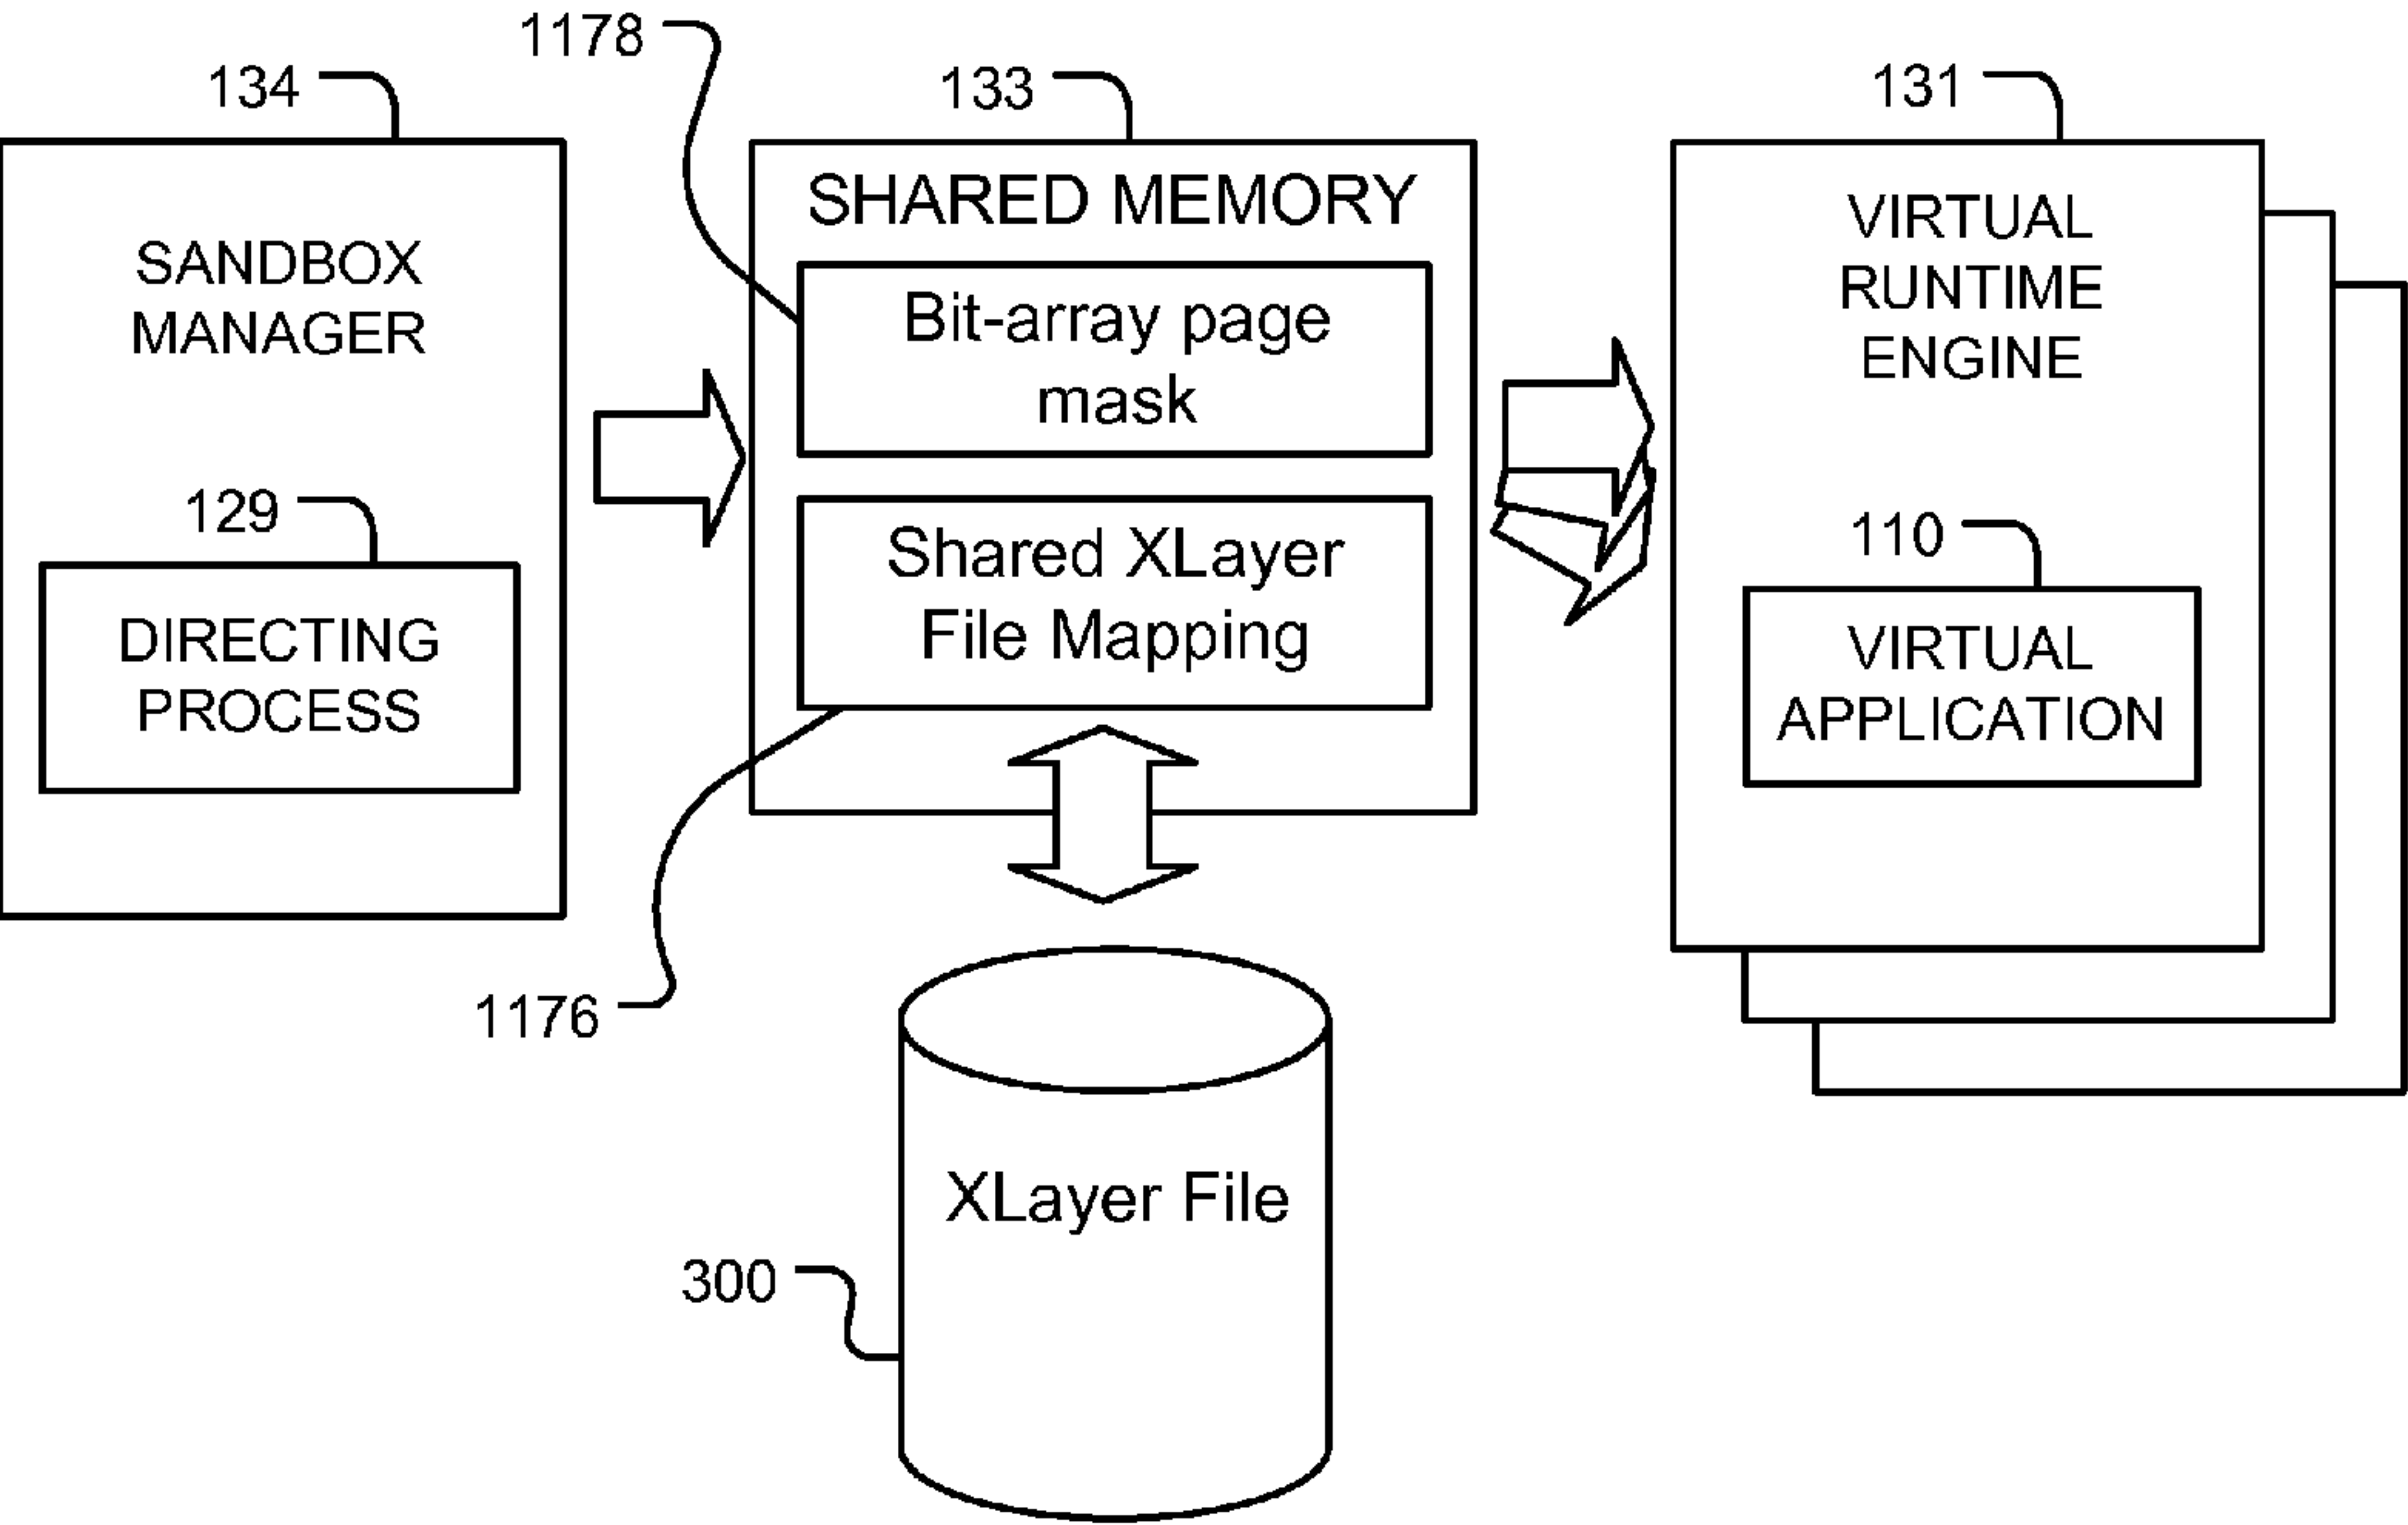 1178
134
133
131
SANDBOX
MANAGER
129
DIRECTING
PROCESS
SHARED MEMORY
Bit-array page
mask
Shared XLayer
File Mapping
1176
VIRTUAL
RUNTIME
ENGINE
110
VIRTUAL
APPLICATION
XLayer File
300